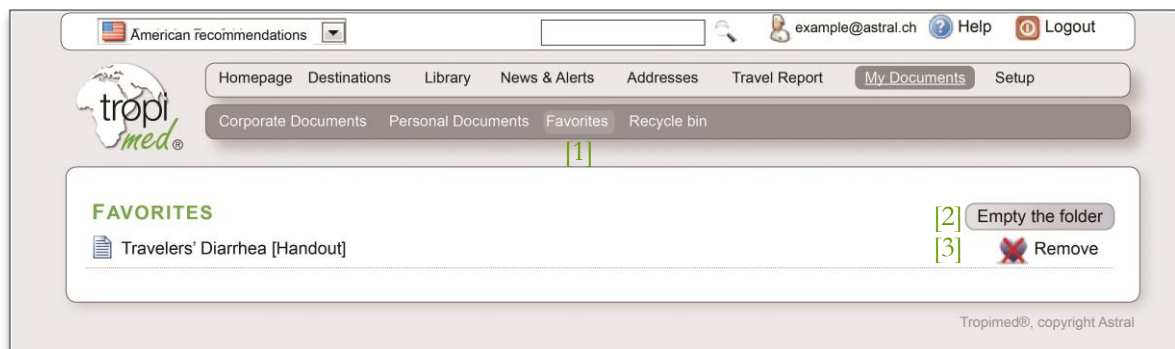 American recommendations
example@astral.ch Help Logout
Homepage Destinations Library News & Alerts Addresses Travel Report My Documents Setup
tropi
med®
Corporate Documents Personal Documents Favorites Recycle bin
[1]
FAVORITES
[2] Empty the folder
Travelers' Diarrhea [Handout]
[3] Remove
Tropimed®, copyright Astral